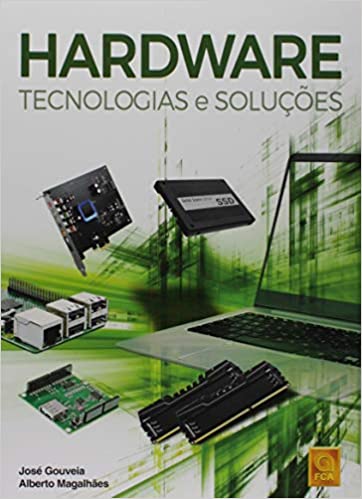 HARDWARE
TECNOLOGIAS e SOLUÇÕES
SSD
José Gouveia
Alberto Magalhães
FCA